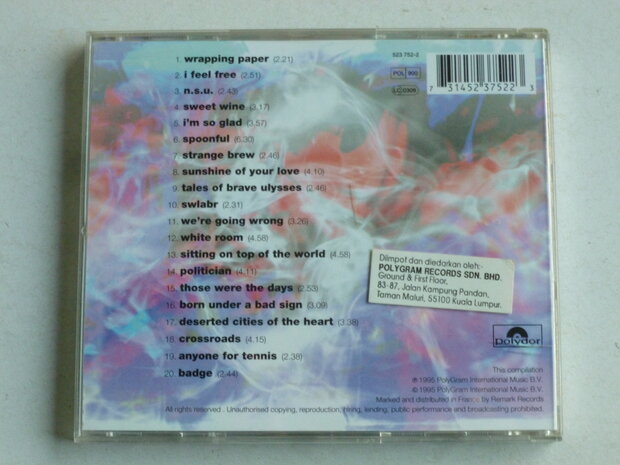 1. wrapping paper (2.21)
2. i feel free (2.51)
3. n.s.u. (2.43)
4. sweet wine (3.17)
5. i'm so glad (3.57)
6. spoonful (6.30)
7. strange brew (2.46)
8. sunshine of your love (4.10)
9. tales of brave ulysses (2.46)
10. swlabr (2.31)
11. we're going wrong (3.26)
12. white room (4.58)
13. sitting on top of the world (4.58)
14. politician (4.11)
15. those were the days (2.53)
16. born under a bad sign (3.09)
17. deserted cities of the heart (3.38)
18. crossroads (4.15)
19. anyone for tennis (2.38)
20. badge (2.44)
523 752-2
POL 900
LC 0309
7 31452 37522 3
Diimpot dan diedarkan oleh:-
POLYGRAM RECORDS SDN. BHD.
Ground & First Floor,
83-87, Jalan Kampung Pandan,
Taman Maluri, 55100 Kuala Lumpur.
polydor
This compilation
℗ 1995 PolyGram International Music B.V.
© 1995 PolyGram International Music B.V.
Marked and distributed in France by Remark Records
All rights reserved. Unauthorised copying, reproduction, hiring, lending, public performance and broadcasting prohibited.